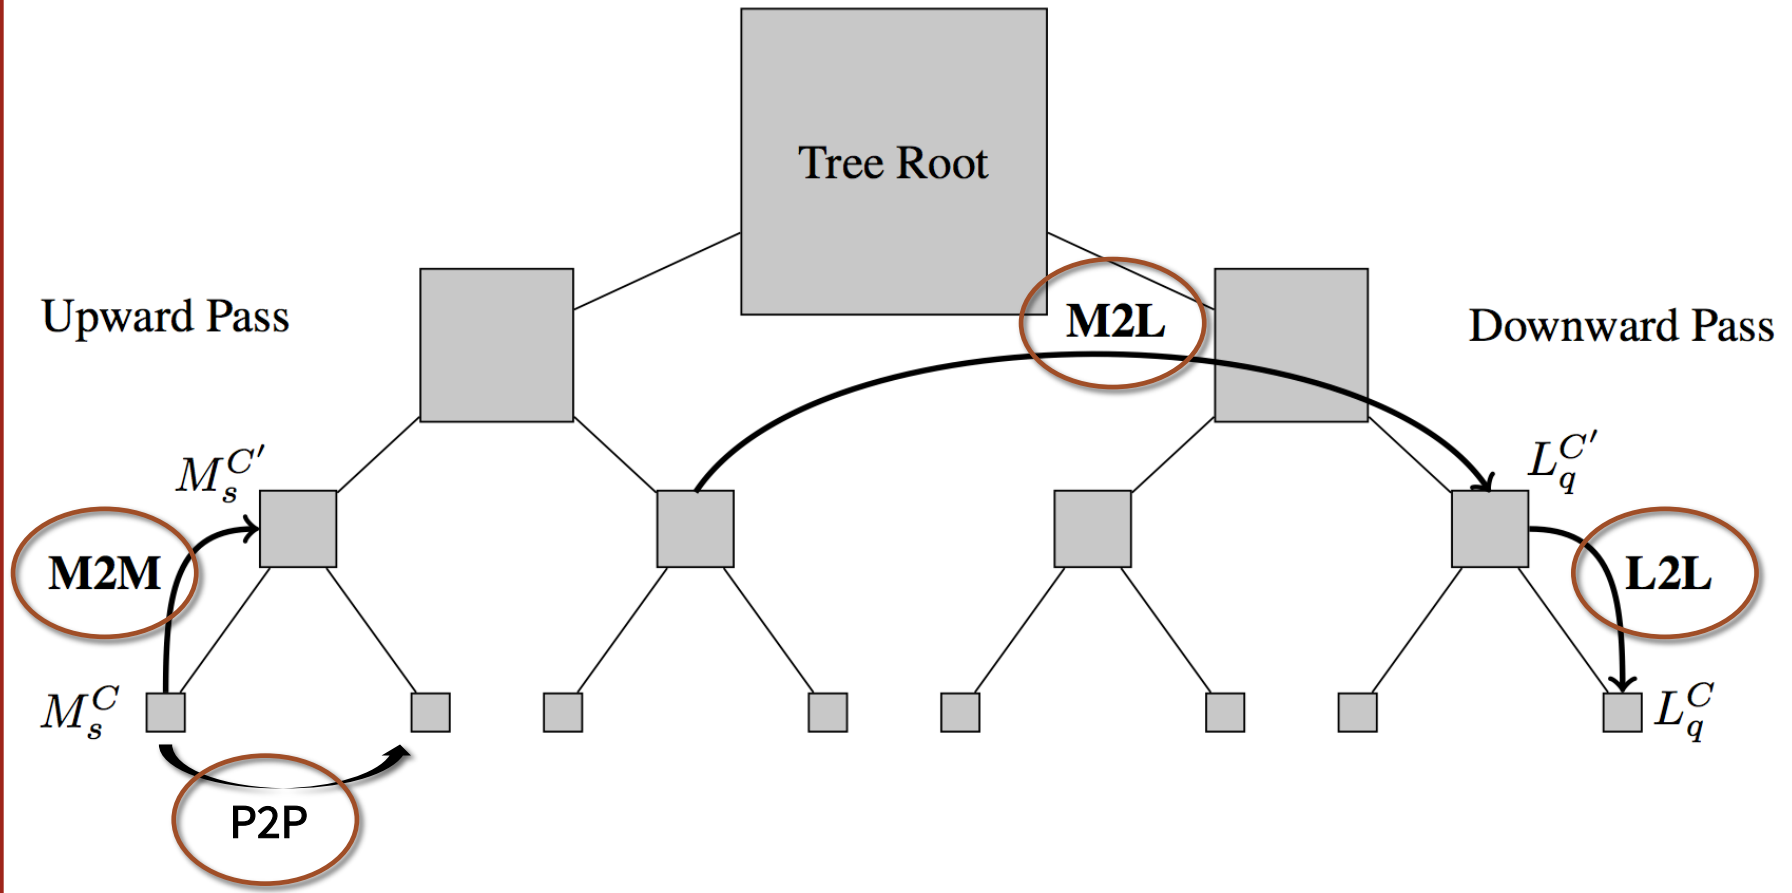 Tree Root
Upward Pass
M2L
Downward Pass
$M_s^{C'}$
$L_q^{C'}$
M2M
L2L
$M_s^C$
$L_q^C$
P2P